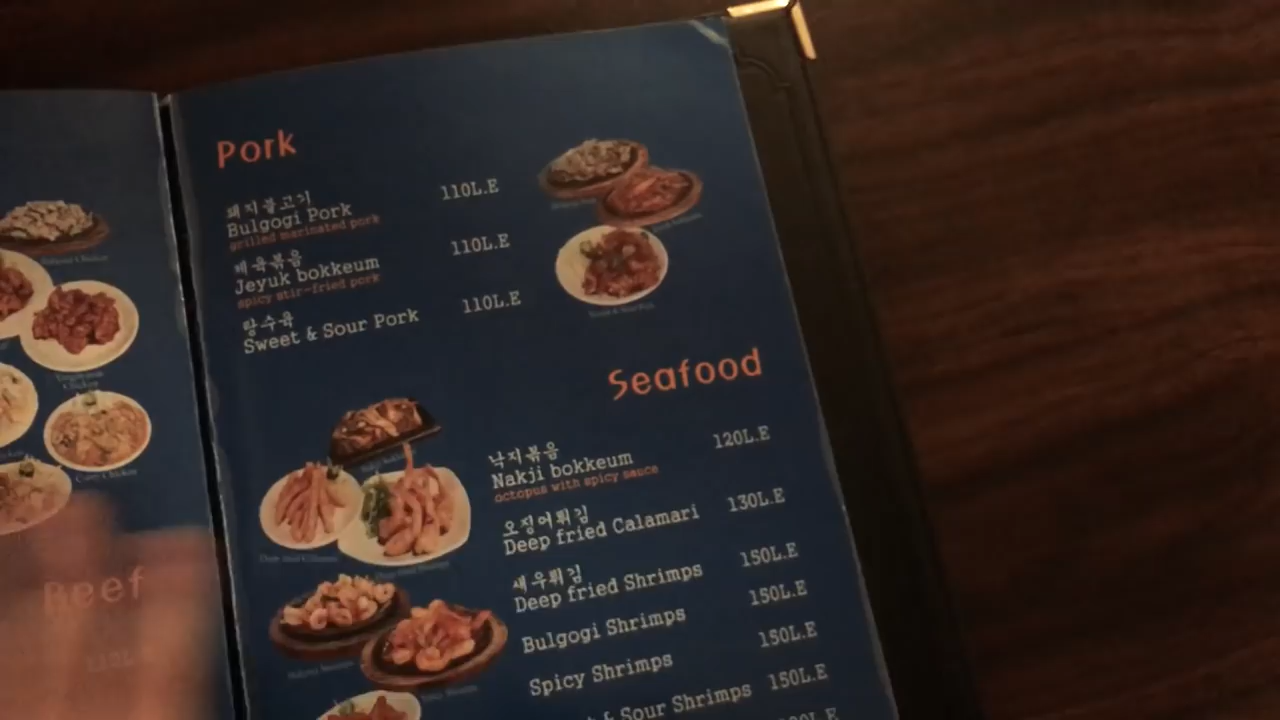 Pork
돼지불고기
Bulgogi Pork 110L.E
grilled marinated pork
제육볶음
Jeyuk bokkeum 110L.E
spicy stir-fried pork
탕수육
Sweet & Sour Pork 110L.E
Seafood
낙지볶음
Nakji bokkeum 120L.E
octopus with spicy sauce
오징어튀김
Deep fried Calamari 130L.E
새우튀김
Deep fried Shrimps 150L.E
Bulgogi Shrimps 150L.E
Spicy Shrimps 150L.E
& Sour Shrimps 150L.E
Beef